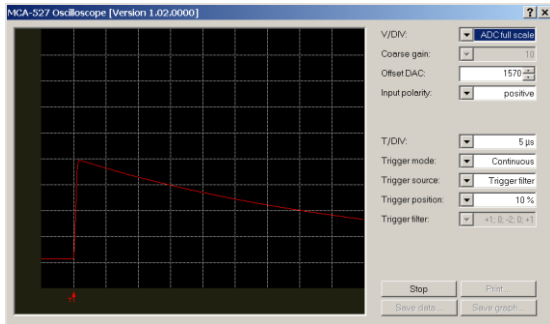 MCA-527 Oscilloscope [Version 1.02.0000]
V/DIV: ADC full scale
Coarse gain: 10
Offset DAC: 1570
Input polarity: positive
T/DIV: 5 µs
Trigger mode: Continuous
Trigger source: Trigger filter
Trigger position: 10 %
Trigger filter: +1; 0; -2; 0; +1
Stop Print...
Save data... Save graph...